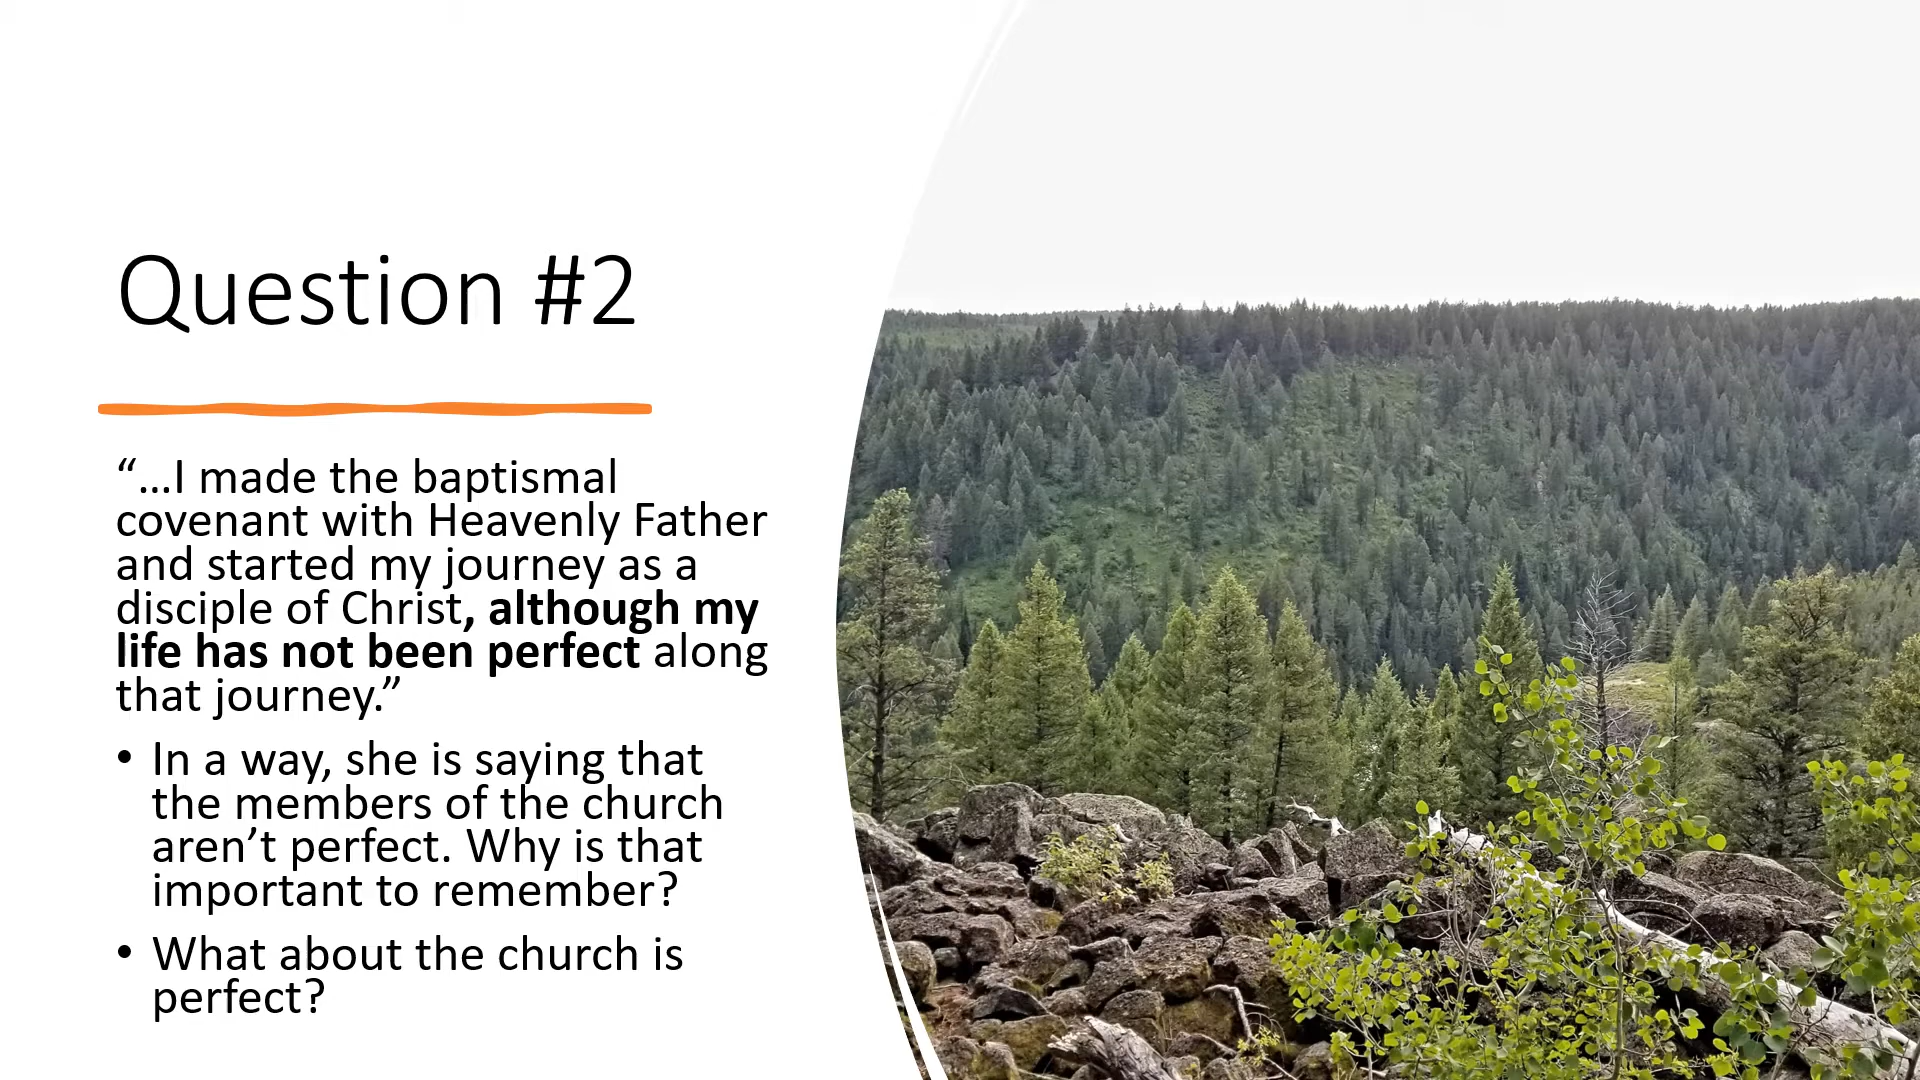 Question #2
“…I made the baptismal
covenant with Heavenly Father
and started my journey as a
disciple of Christ, although my
life has not been perfect along
that journey.”
• In a way, she is saying that
the members of the church
aren’t perfect. Why is that
important to remember?
• What about the church is
perfect?